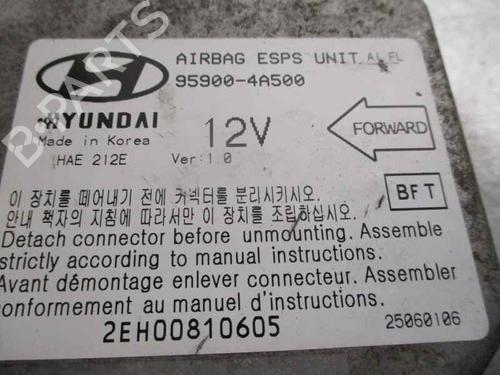 AIRBAG ESPS UNIT AL FL
95900-4A500
HYUNDAI
Made in Korea
HAE 212E
12V
Ver: 1.0
FORWARD
BFT
이 장치를 떼어내기 전에 커넥터를 분리시키시오.
안내 책자의 지침에 따라서만 이 장치를 조립하십시오.
Detach connector before unmounting. Assemble
strictly according to manual instructions.
Avant démontage enlever connecteur. Assembler
conformement au manuel d'instructions.
2EH00810605
25060106
B-PARTS